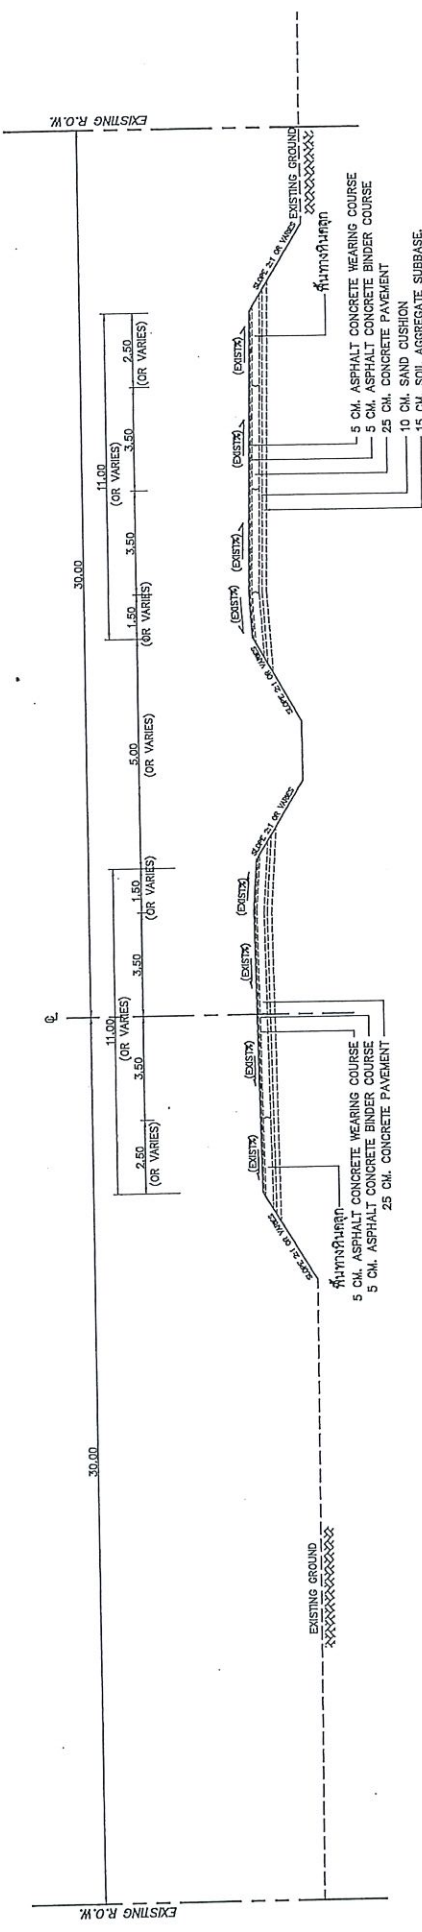 EXISTING R.O.W.
EXISTING R.O.W.
30.00
℄
30.00
11.00
(OR VARIES)
11.00
(OR VARIES)
2.50
(OR VARIES)
3.50
3.50
1.50
(OR VARIES)
5.00
(OR VARIES)
1.50
(OR VARIES)
3.50
3.50
2.50
(OR VARIES)
(EXIST%)
(EXIST%)
(EXIST%)
(EXIST%)
(EXIST%)
(EXIST%)
(EXIST%)
(EXIST%)
SLOPE 2:1 OR VARIES
SLOPE 2:1 OR VARIES
SLOPE 2:1 OR VARIES
SLOPE 2:1 OR VARIES
EXISTING GROUND
EXISTING GROUND
พื้นทางหินคลุก
5 CM. ASPHALT CONCRETE WEARING COURSE
5 CM. ASPHALT CONCRETE BINDER COURSE
25 CM. CONCRETE PAVEMENT
พื้นทางหินคลุก
5 CM. ASPHALT CONCRETE WEARING COURSE
5 CM. ASPHALT CONCRETE BINDER COURSE
25 CM. CONCRETE PAVEMENT
10 CM. SAND CUSHION
15 CM. SOIL AGGREGATE SUBBASE.